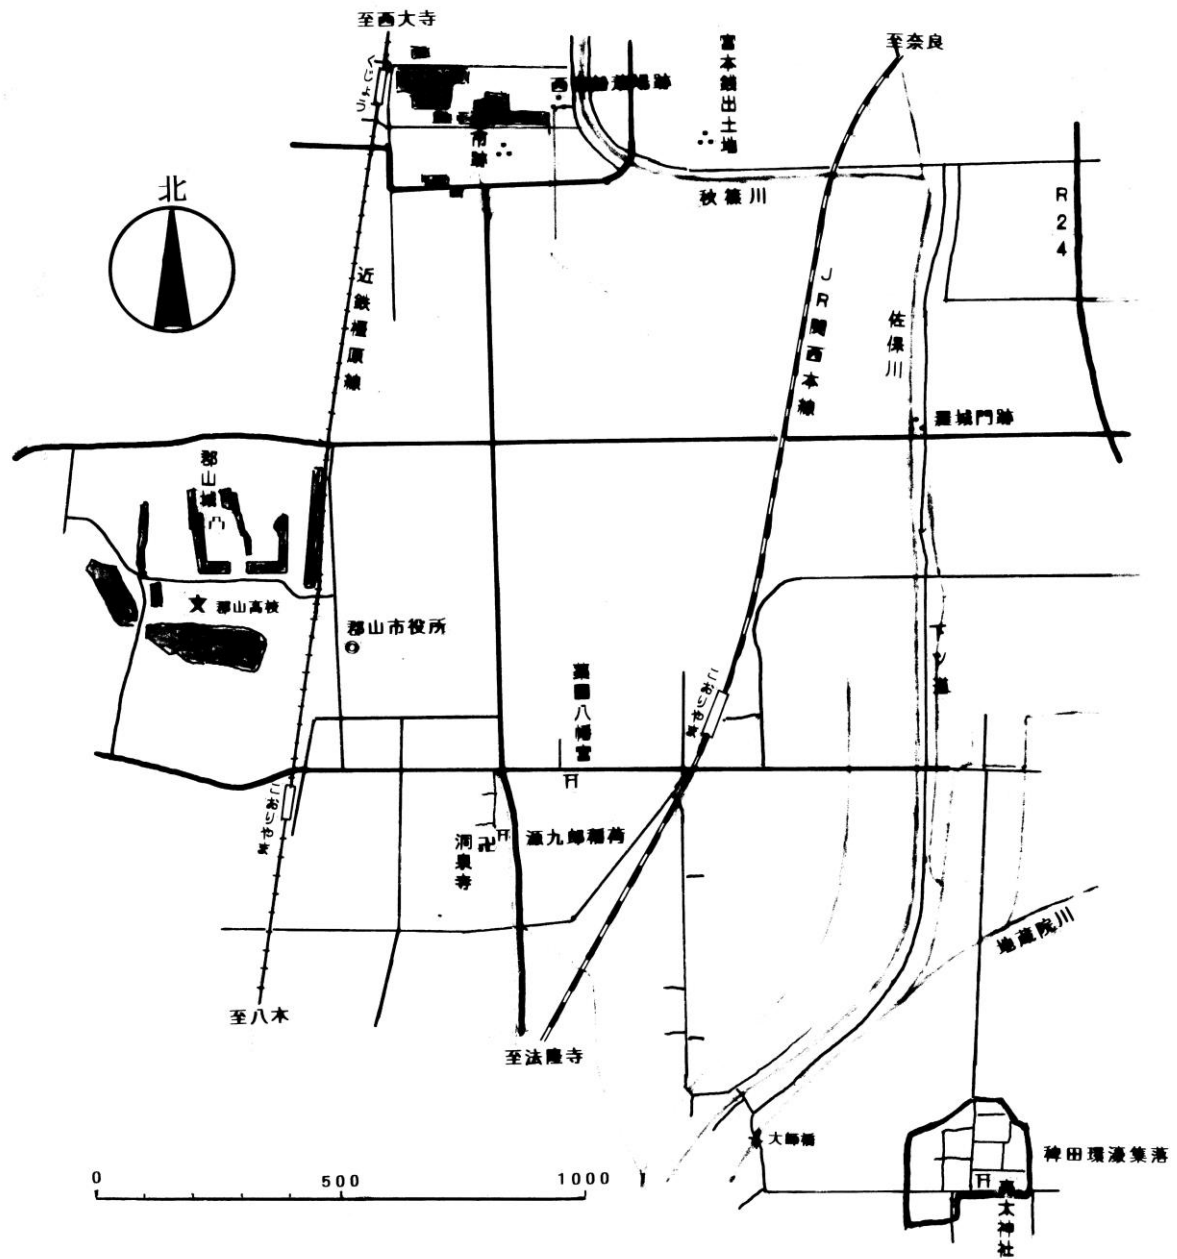 至西大寺
至奈良
くじょう
富本銭出土地
市跡
秋篠川
R24
北
近鉄橿原線
JR関西本線
佐保川
羅城門跡
郡山城
郡山高校
郡山市役所
下ツ道
薬園八幡宮
こおりやま
こおりやま
洞泉寺
源九郎稲荷
地蔵院川
至八木
至法隆寺
大師橋
稗田環濠集落
太神社
0
500
1000